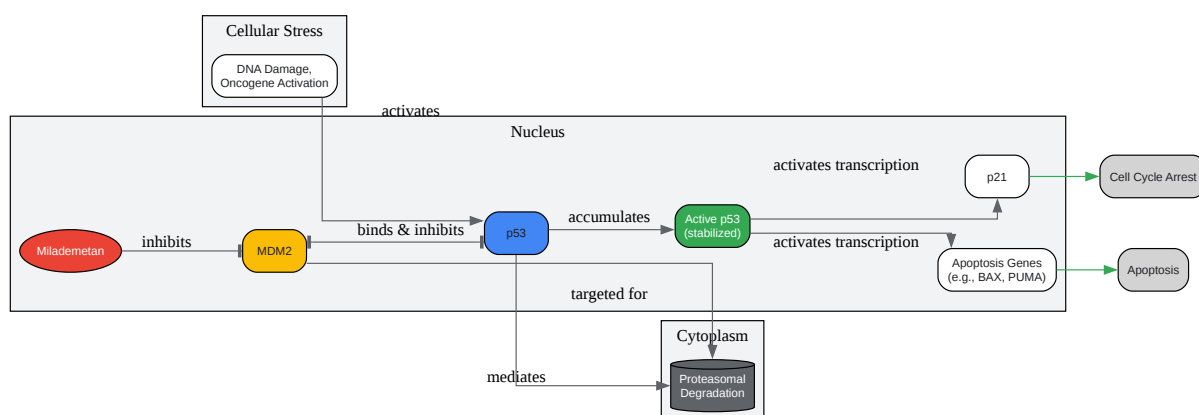 Cellular Stress
DNA Damage,
Oncogene Activation
activates
Nucleus
activates transcription
p21
Cell Cycle Arrest
Milademetan
inhibits
MDM2
binds & inhibits
p53
accumulates
Active p53
(stabilized)
activates transcription
Apoptosis Genes
(e.g., BAX, PUMA)
Apoptosis
targeted for
Cytoplasm
mediates
Proteasomal
Degradation